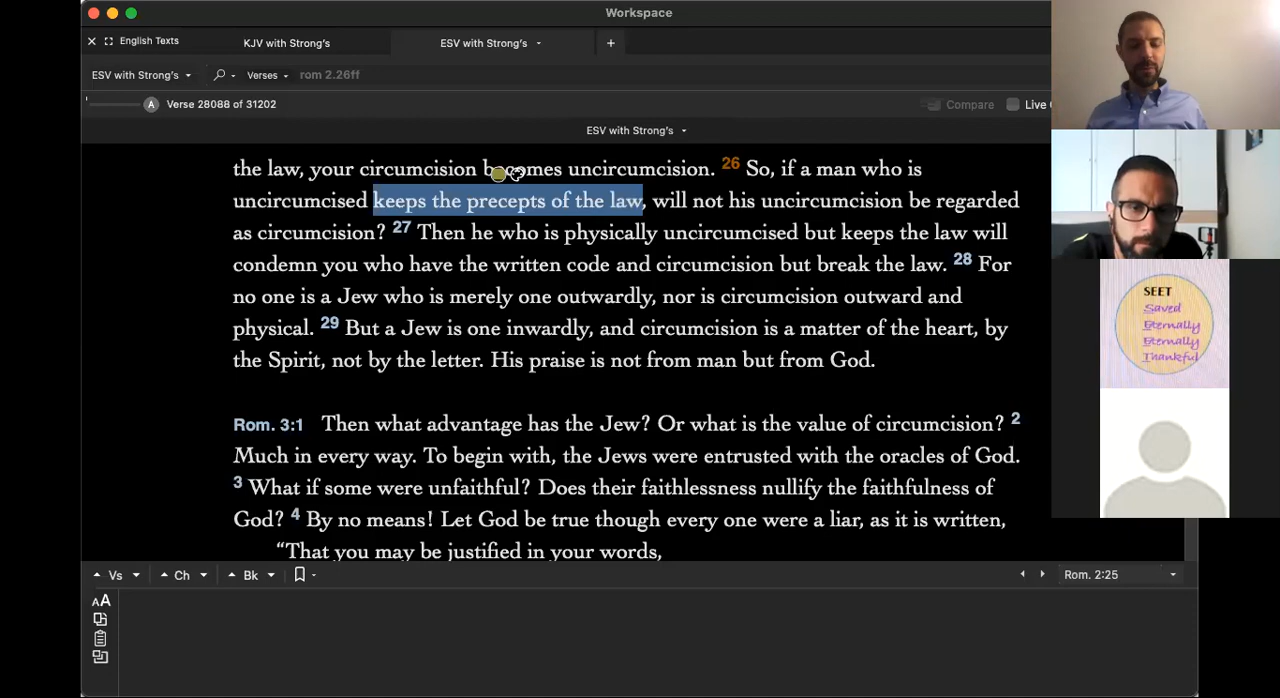 Workspace
English Texts
KJV with Strong's
ESV with Strong's
+
ESV with Strong's
Verses
rom 2.26ff
A
Verse 28088 of 31202
Compare
Live
ESV with Strong's
the law, your circumcision becomes uncircumcision. 26 So, if a man who is
uncircumcised keeps the precepts of the law, will not his uncircumcision be regarded
as circumcision? 27 Then he who is physically uncircumcised but keeps the law will
condemn you who have the written code and circumcision but break the law. 28 For
no one is a Jew who is merely one outwardly, nor is circumcision outward and
physical. 29 But a Jew is one inwardly, and circumcision is a matter of the heart, by
the Spirit, not by the letter. His praise is not from man but from God.
Rom. 3:1 Then what advantage has the Jew? Or what is the value of circumcision? 2
Much in every way. To begin with, the Jews were entrusted with the oracles of God.
3 What if some were unfaithful? Does their faithlessness nullify the faithfulness of
God? 4 By no means! Let God be true though every one were a liar, as it is written,
“That you may be justified in your words,
Vs
Ch
Bk
Rom. 2:25
AA
SEET
Saved
Eternally
Eternally
Thankful